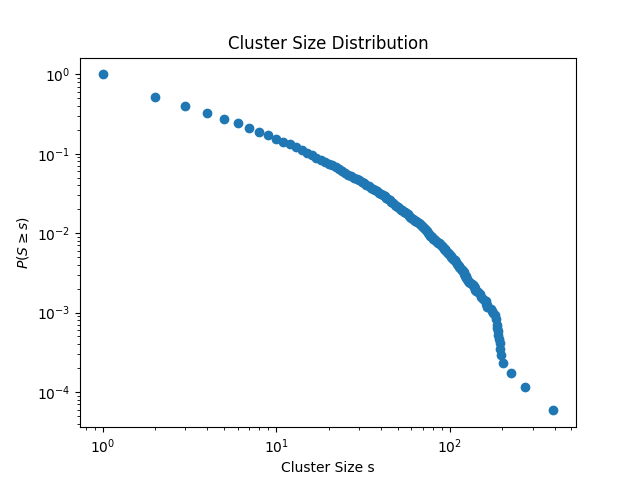 Cluster Size Distribution
P(S ≥ s)
10⁰
10⁻¹
10⁻²
10⁻³
10⁻⁴
10⁰ 10¹ 10²
Cluster Size s